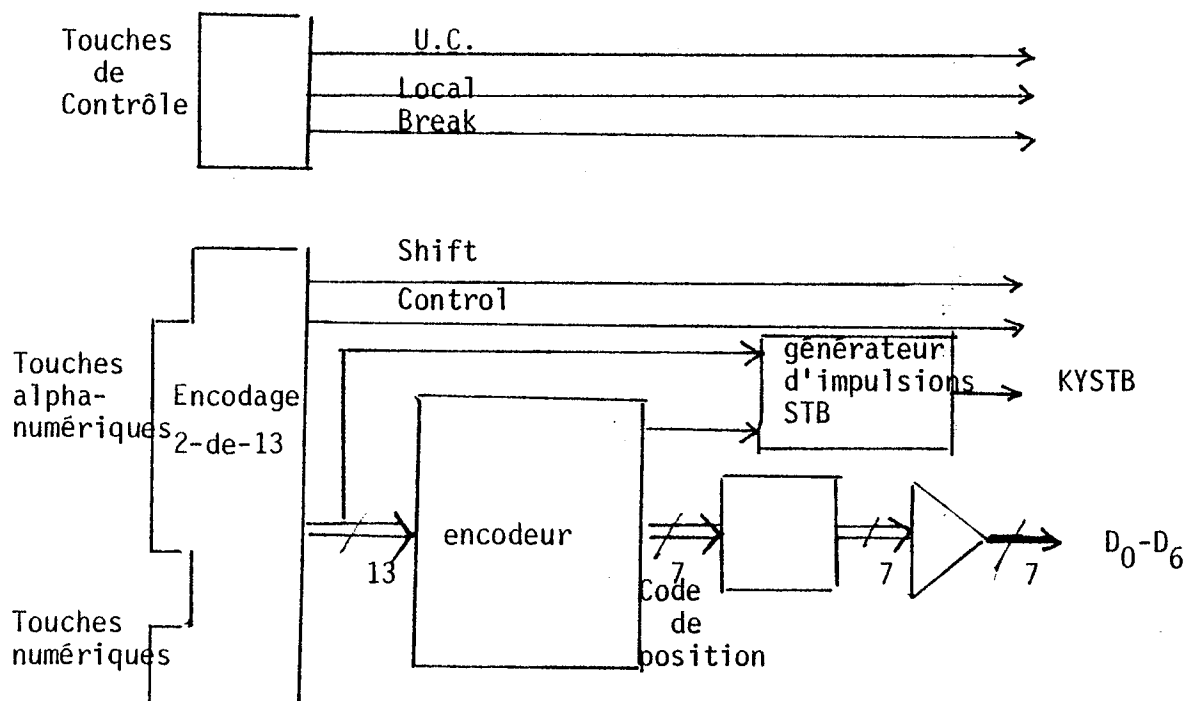 Touches
de
Contrôle
U.C.
Local
Break
Shift
Control
Touches
alpha-
numériques
Encodage
2-de-13
générateur
d'impulsions
STB
KYSTB
encodeur
13
7
Code
de
position
7
7
D0-D6
Touches
numériques